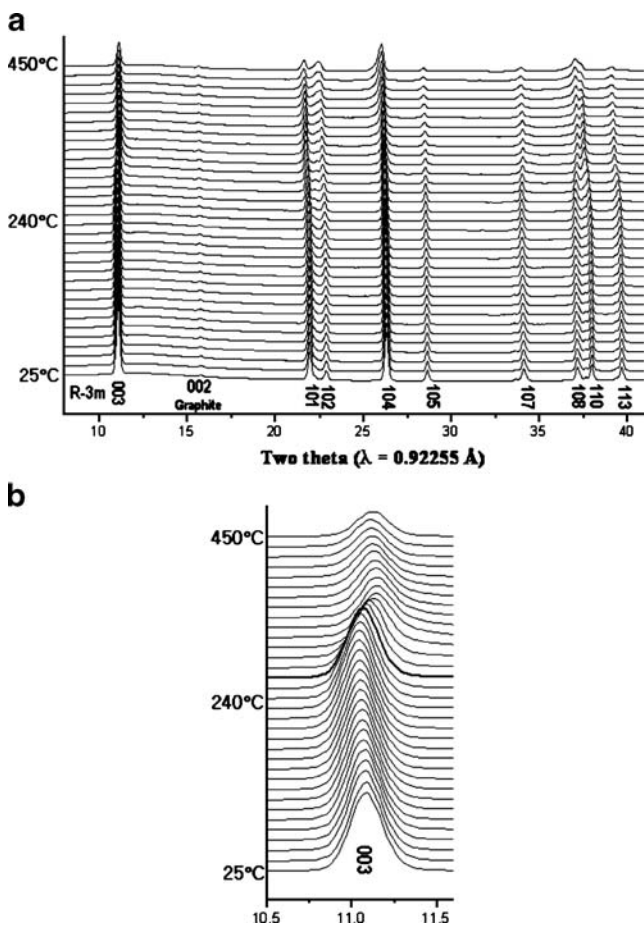 a
450°C
240°C
25°C
R-3m
003
002
Graphite
101
102
104
105
107
108
110
113
10 15 20 25 30 35 40
Two theta (λ = 0.92255 Å)
b
450°C
240°C
25°C
003
10.5 11.0 11.5